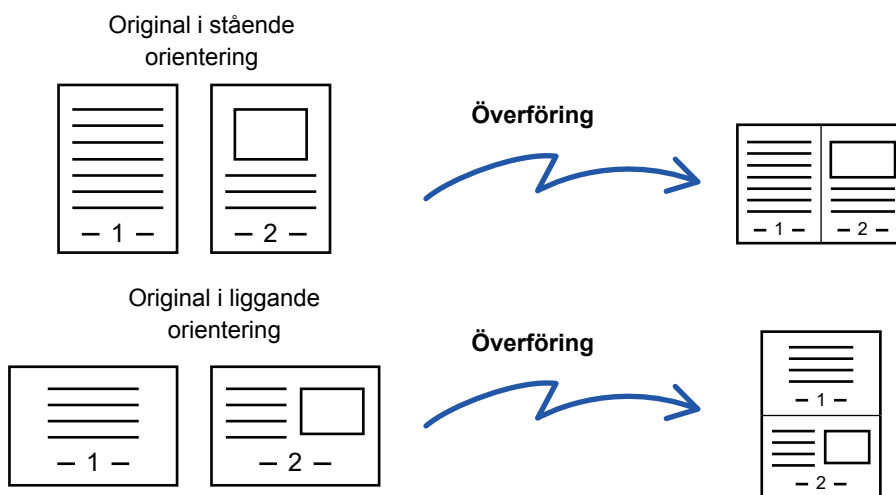 Original i stående
orientering
Överföring
– 1 –
– 2 –
– 1 –
– 2 –
Original i liggande
orientering
Överföring
– 1 –
– 2 –
– 1 –
– 2 –